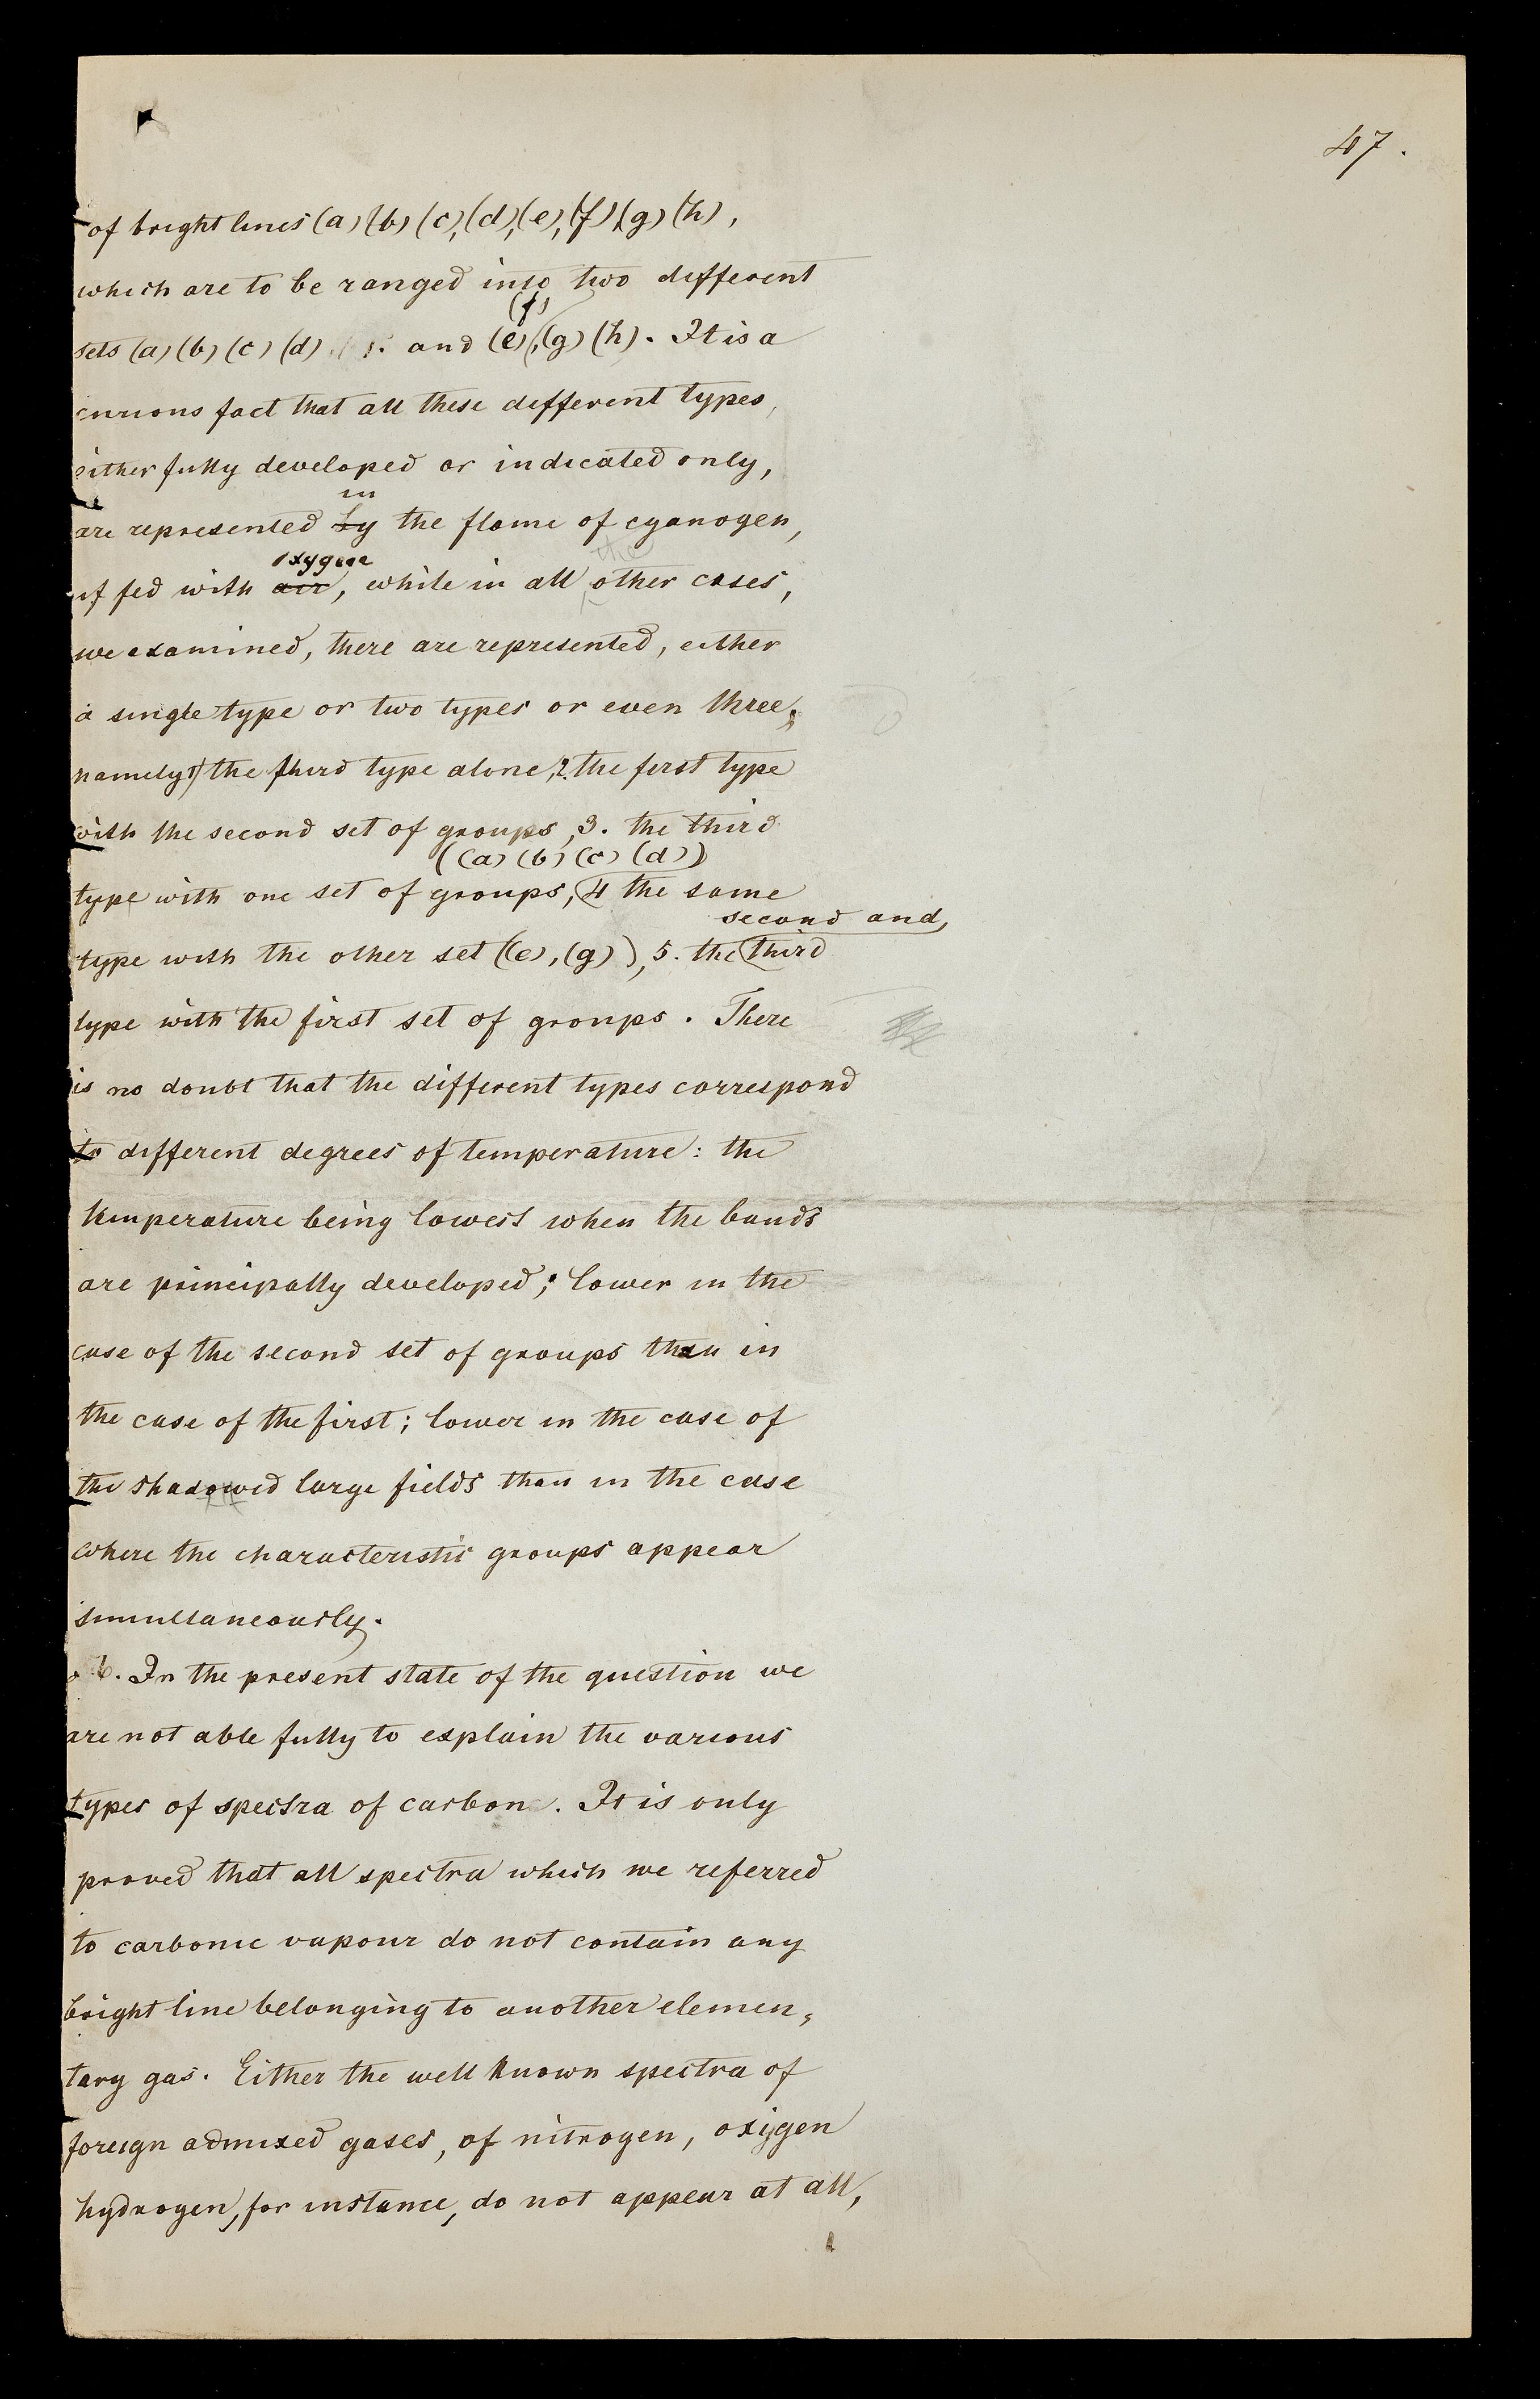 47.
of bright lines (a) (b) (c), (d), (e), (f), (g) (h),
which are to be ranged into two different
(f)
sets (a) (b) (c) (d) and (e), (g) (h). It is a
curious fact that all these different types,
either fully developed or indicated only,
in
are represented by the flame of cyanogen,
oxygene the
if fed with air, while in all other cases,
we examined, there are represented, either
a single type or two types or even three;
namely 1) the third type alone, 2. the first type
with the second set of groups, 3. the third
((a) (b) (c) (d))
type with one set of groups, 4 the same
second and,
type with the other set ((e), (g)), 5. the third
type with the first set of groups. There
is no doubt that the different types correspond
to different degrees of temperature: the
temperature being lowest when the bands
are principally developed; lower in the
case of the second set of groups than in
the case of the first; lower in the case of
the shadowed large fields than in the case
where the characteristic groups appear
simultaneously.
6. In the present state of the question we
are not able fully to explain the various
types of spectra of carbon. It is only
proved that all spectra which we referred
to carbonic vapour do not contain any
bright line belonging to another elemen,
tary gas. Either the well known spectra of
foreign admixed gases, of nitrogen, oxigen
hydrogen, for instance, do not appear at all,